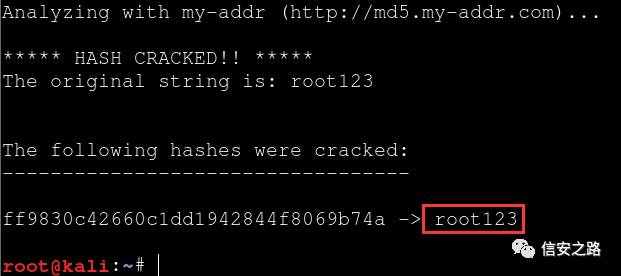 Analyzing with my-addr (http://md5.my-addr.com)...
***** HASH CRACKED!! *****
The original string is: root123
The following hashes were cracked:
----------------------------------
ff9830c42660c1dd1942844f8069b74a -> root123
信安之路
root@kali:~#